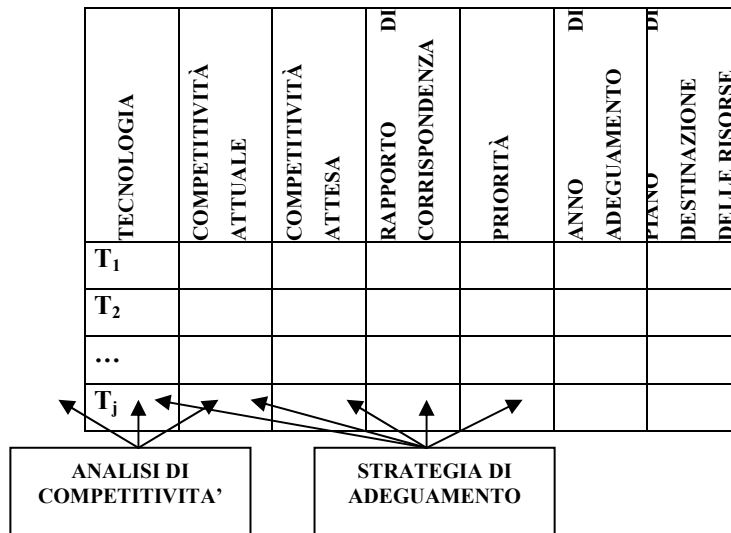 TECNOLOGIA
COMPETITIVITÀ
ATTUALE
COMPETITIVITÀ
ATTESA
RAPPORTO DI
CORRISPONDENZA
PRIORITÀ
ANNO DI
ADEGUAMENTO
PIANO DI
DESTINAZIONE
DELLE RISORSE
T₁
T₂
…
Tⱼ
ANALISI DI
COMPETITIVITA’
STRATEGIA DI
ADEGUAMENTO